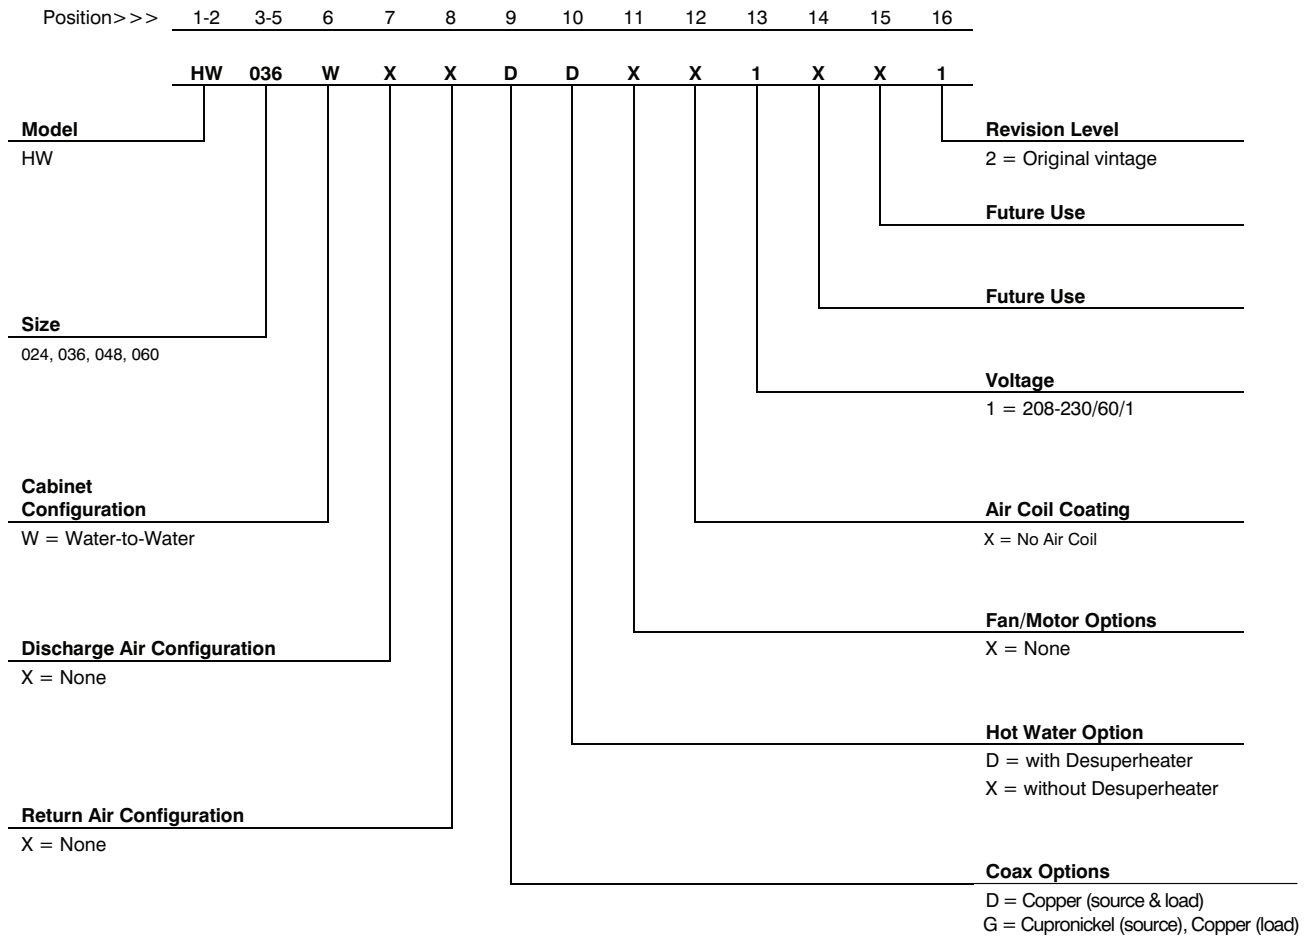 Position>>> 1-2 3-5 6 7 8 9 10 11 12 13 14 15 16
HW 036 W X X D D X X 1 X X 1
Model
HW
Size
024, 036, 048, 060
Cabinet
Configuration
W = Water-to-Water
Discharge Air Configuration
X = None
Return Air Configuration
X = None
Revision Level
2 = Original vintage
Future Use
Future Use
Voltage
1 = 208-230/60/1
Air Coil Coating
X = No Air Coil
Fan/Motor Options
X = None
Hot Water Option
D = with Desuperheater
X = without Desuperheater
Coax Options
D = Copper (source & load)
G = Cupronickel (source), Copper (load)